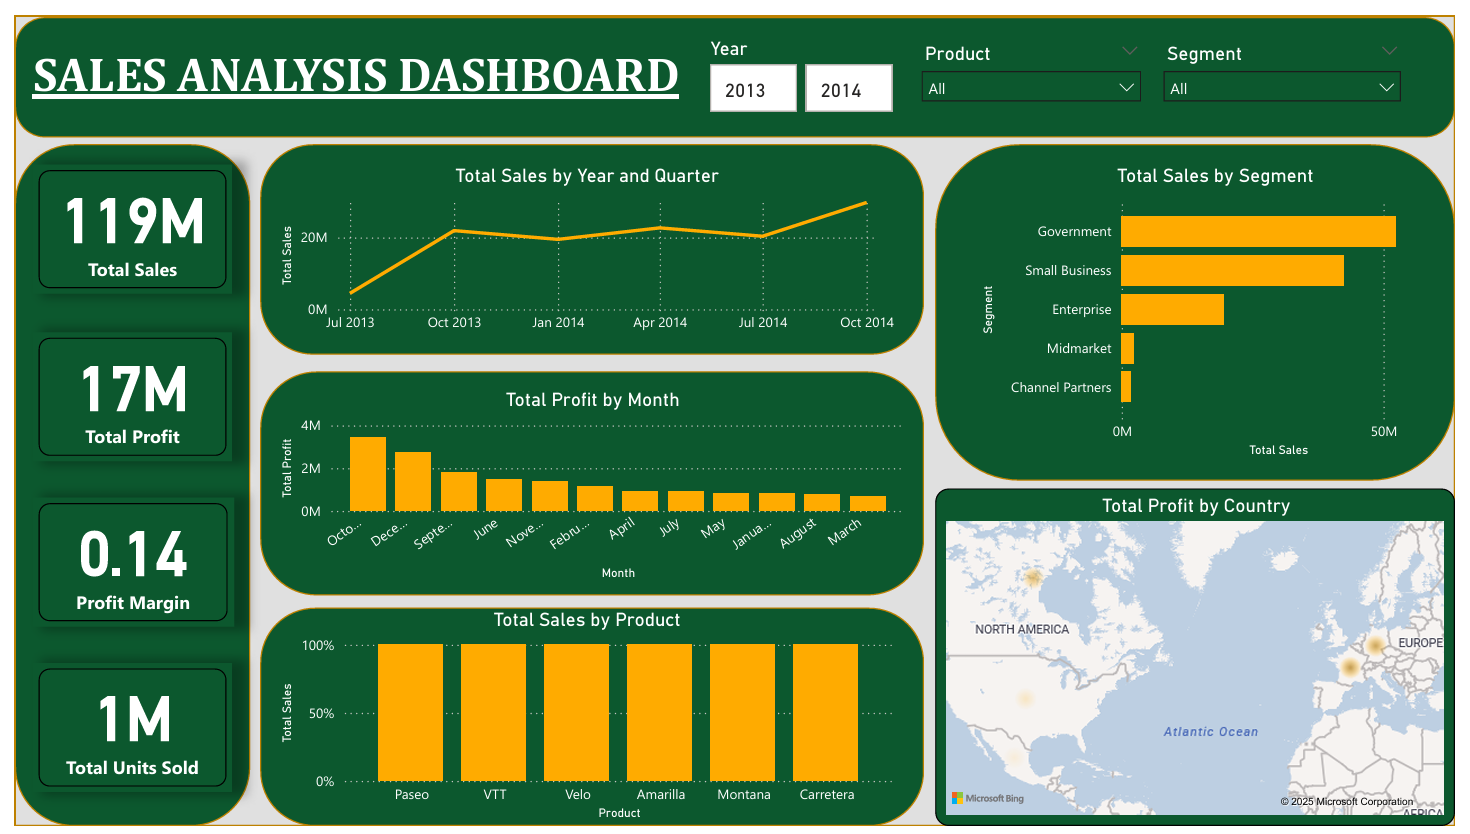 SALES ANALYSIS DASHBOARD
Year
2013
2014
Product
All
Segment
All
119M
Total Sales
17M
Total Profit
0.14
Profit Margin
1M
Total Units Sold
Total Sales by Year and Quarter
Total Sales
20M
0M
Jul 2013
Oct 2013
Jan 2014
Apr 2014
Jul 2014
Oct 2014
Total Profit by Month
Total Profit
4M
2M
0M
Octo...
Dece...
Septe...
June
Nove...
Febru...
April
July
May
Janua...
August
March
Month
Total Sales by Product
Total Sales
100%
50%
0%
Paseo
VTT
Velo
Amarilla
Montana
Carretera
Product
Total Sales by Segment
Segment
Government
Small Business
Enterprise
Midmarket
Channel Partners
0M
50M
Total Sales
Total Profit by Country
NORTH AMERICA
EUROPE
Atlantic Ocean
Microsoft Bing
© 2025 Microsoft Corporation
AFRICA